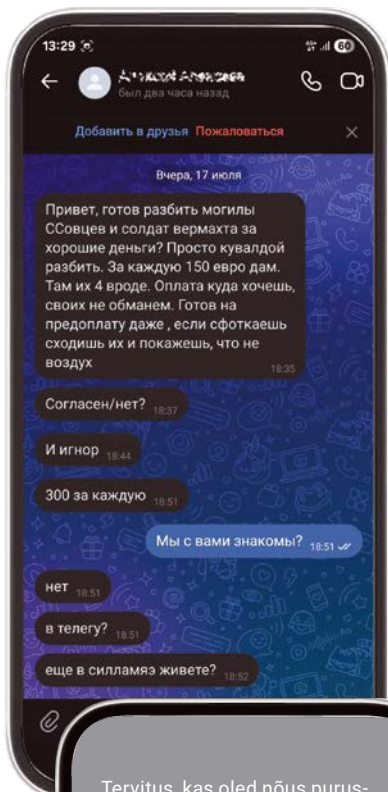 13:29
60
был два часа назад
Добавить в друзья Пожаловаться
Вчера, 17 июля
Привет, готов разбить могилы
ССовцев и солдат вермахта за
хорошие деньги? Просто кувалдой
разбить. За каждую 150 евро дам.
Там их 4 вроде. Оплата куда хочешь,
своих не обманем. Готов на
предоплату даже , если сфоткаешь
сходишь их и покажешь, что не
воздух
18:35
Согласен/нет? 18:37
И игнор 18:44
300 за каждую 18:51
Мы с вами знакомы? 18:51
нет 18:51
в телегу? 18:51
еще в силламяэ живете? 18:52
Tervitus, kas oled nõus purus-